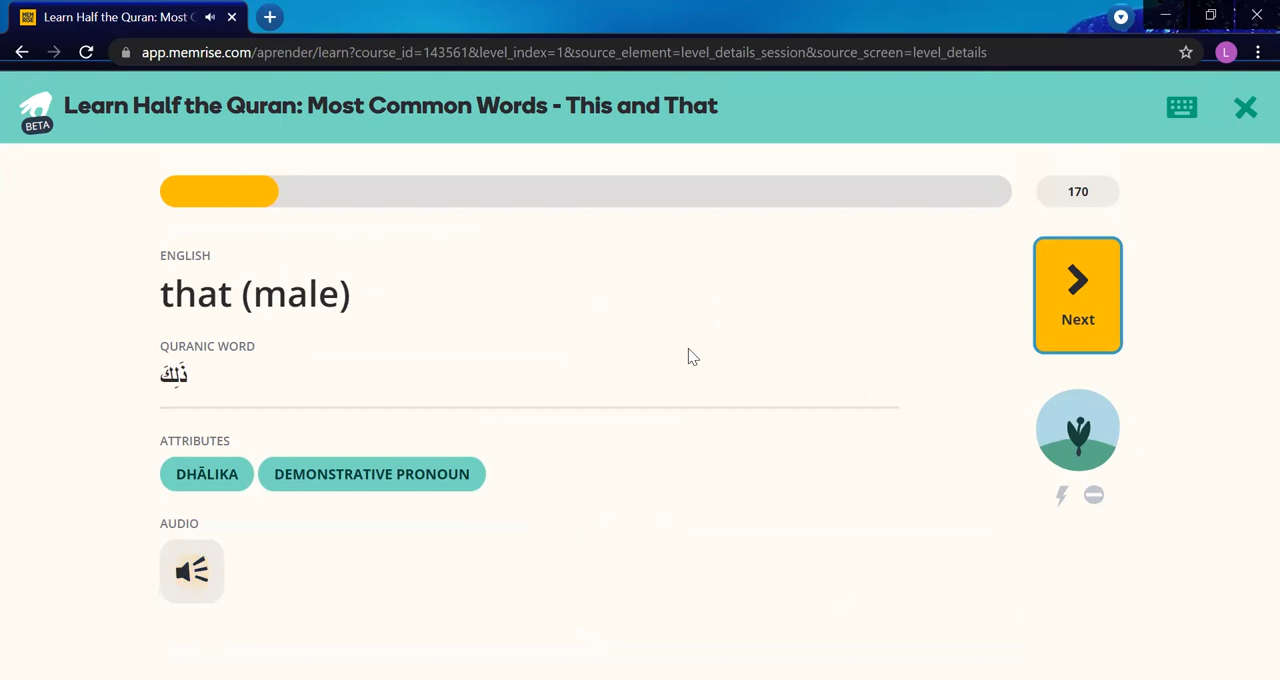 Learn Half the Quran: Most C
app.memrise.com/aprender/learn?course_id=143561&level_index=1&source_element=level_details_session&source_screen=level_details
L
BETA
Learn Half the Quran: Most Common Words - This and That
170
ENGLISH
that (male)
Next
QURANIC WORD
ذَلِكَ
ATTRIBUTES
DHĀLIKA DEMONSTRATIVE PRONOUN
AUDIO